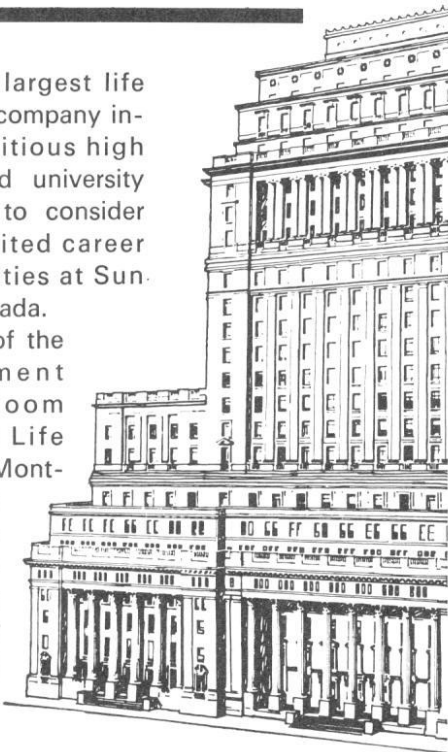 largest life
company in-
itious high
d university
to consider
ited career
ties at Sun
ada.
of the
ment
oom
Life
Mont-